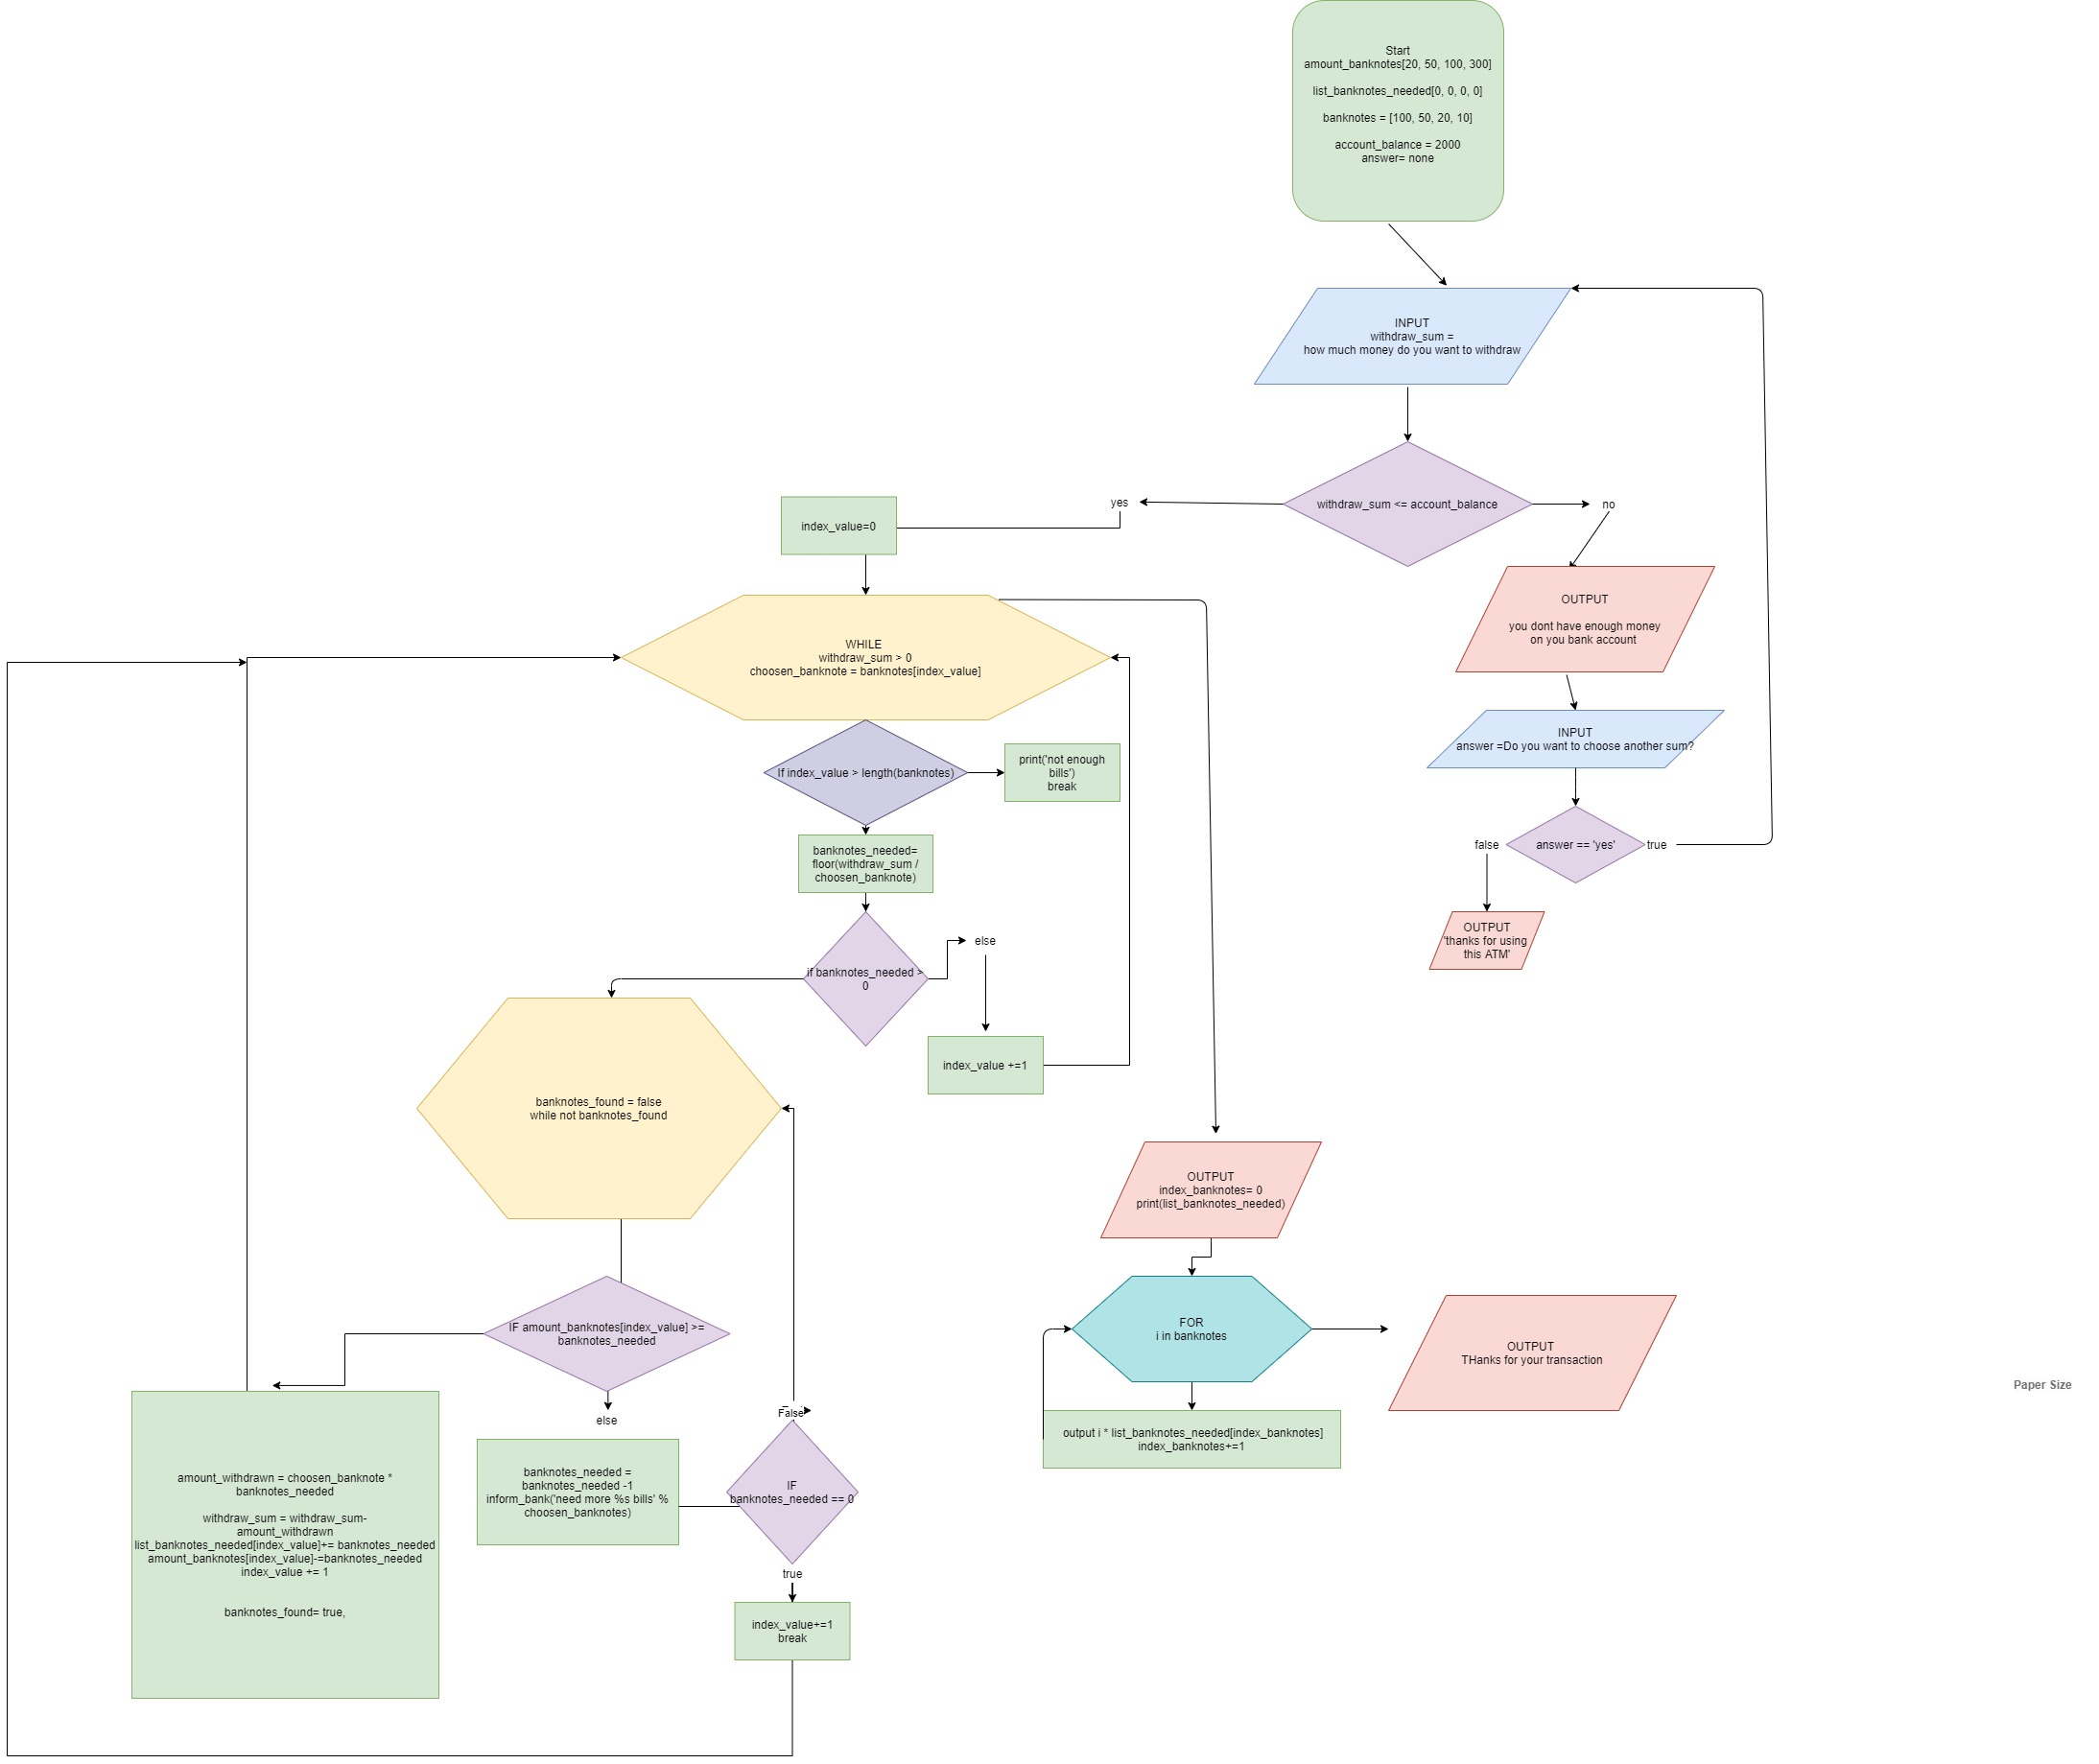 Start
amount_banknotes[20, 50, 100, 300]
list_banknotes_needed[0, 0, 0, 0]
banknotes = [100, 50, 20, 10]
account_balance = 2000
answer= none
INPUT
withdraw_sum =
how much money do you want to withdraw
withdraw_sum <= account_balance
yes
no
index_value=0
OUTPUT
you dont have enough money
on you bank account
WHILE
withdraw_sum > 0
choosen_banknote = banknotes[index_value]
INPUT
answer =Do you want to choose another sum?
If index_value > length(banknotes)
print('not enough
bills')
break
answer == 'yes'
false
true
banknotes_needed=
floor(withdraw_sum /
choosen_banknote)
OUTPUT
'thanks for using
this ATM'
if banknotes_needed >
0
else
index_value +=1
banknotes_found = false
while not banknotes_found
OUTPUT
index_banknotes= 0
print(list_banknotes_needed)
IF amount_banknotes[index_value] >=
banknotes_needed
else
FOR
i in banknotes
OUTPUT
THanks for your transaction
Paper Size
output i * list_banknotes_needed[index_banknotes]
index_banknotes+=1
False
banknotes_needed =
banknotes_needed -1
inform_bank('need more %s bills' %
choosen_banknotes)
IF
banknotes_needed == 0
true
index_value+=1
break
amount_withdrawn = choosen_banknote *
banknotes_needed
withdraw_sum = withdraw_sum-
amount_withdrawn
list_banknotes_needed[index_value]+= banknotes_needed
amount_banknotes[index_value]-=banknotes_needed
index_value += 1
banknotes_found= true,